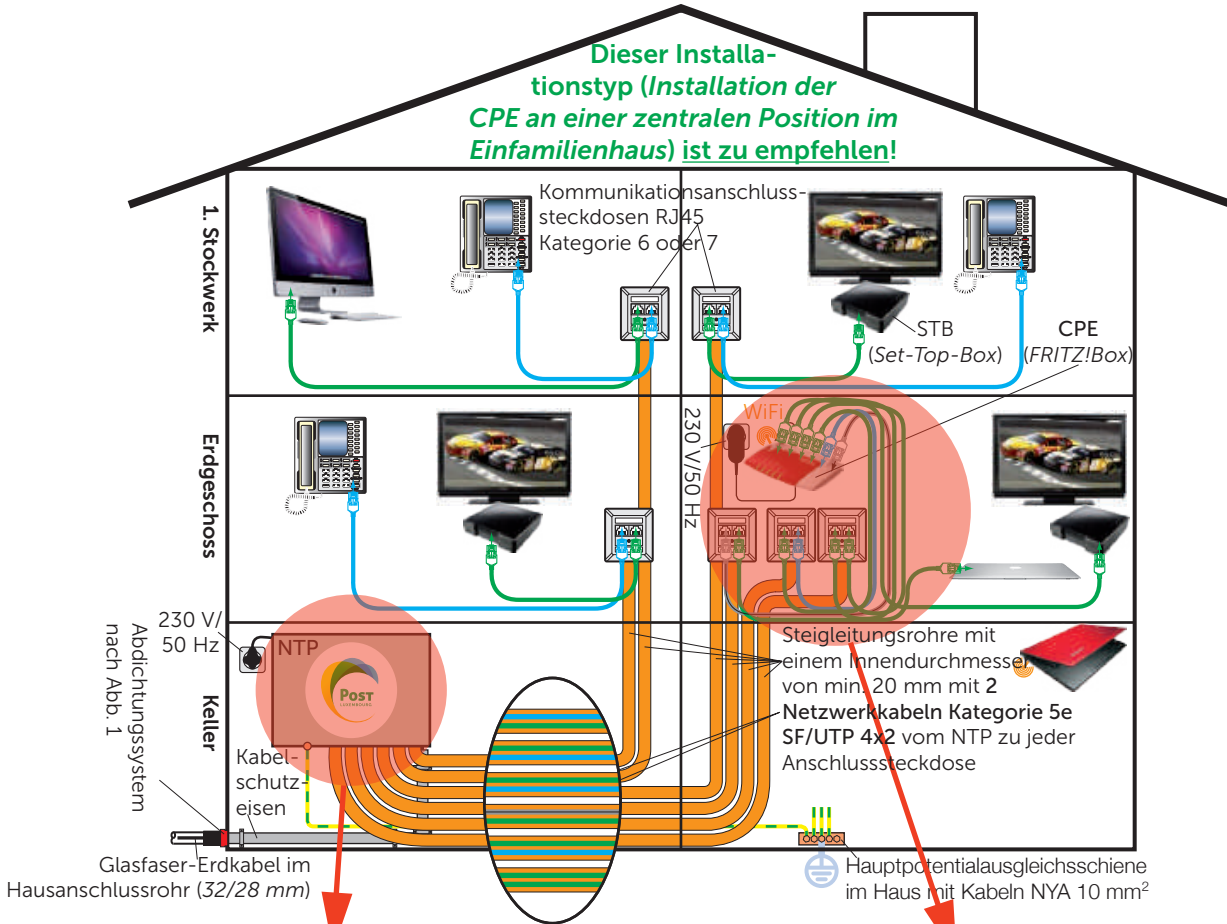 Dieser Installa-
tionstyp (Installation der
CPE an einer zentralen Position im
Einfamilienhaus) ist zu empfehlen!
1. Stockwerk
Kommunikationsanschluss-
steckdosen RJ45
Kategorie 6 oder 7
STB
(Set-Top-Box)
CPE
(FRITZ!Box)
Erdgeschoss
230 V/50 Hz
WiFi
Keller
230 V/
50 Hz
NTP
POST
LUXEMBOURG
Abdichtungssystem
nach Abb. 1
Kabel-
schutz-
eisen
Steigleitungsrohre mit
einem Innendurchmesser
von min. 20 mm mit 2
Netzwerkkabeln Kategorie 5e
SF/UTP 4x2 vom NTP zu jeder
Anschlusssteckdose
Glasfaser-Erdkabel im
Hausanschlussrohr (32/28 mm)
Hauptpotentialausgleichsschiene
im Haus mit Kabeln NYA 10 mm²